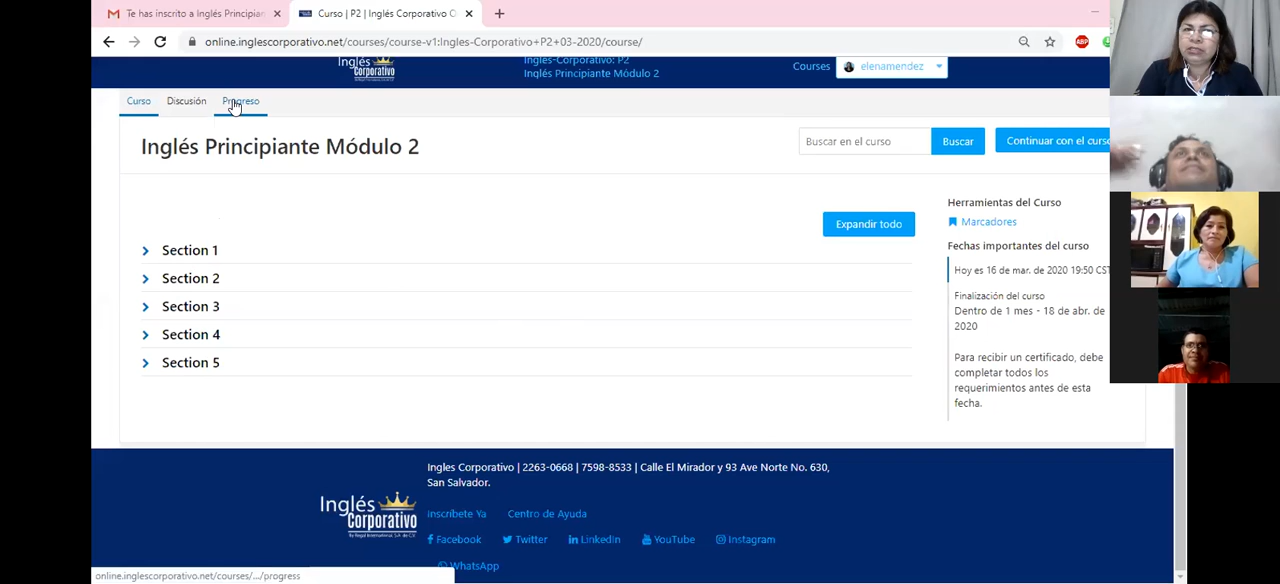 Te has inscrito a Inglés Principian
Curso | P2 | Inglés Corporativo O
online.inglescorporativo.net/courses/course-v1:Ingles-Corporativo+P2+03-2020/course/
ABP
Inglés
Corporativo
Ingles-Corporativo: P2
Inglés Principiante Módulo 2
Courses
elenamendez
Curso
Discusión
Progreso
Inglés Principiante Módulo 2
Buscar en el curso
Buscar
Continuar con el curso
Expandir todo
Section 1
Section 2
Section 3
Section 4
Section 5
Herramientas del Curso
Marcadores
Fechas importantes del curso
Hoy es 16 de mar. de 2020 19:50 CST
Finalización del curso
Dentro de 1 mes - 18 de abr. de
2020
Para recibir un certificado, debe
completar todos los
requerimientos antes de esta
fecha.
Inglés
Corporativo
By Regal International, S.A. de C.V.
Ingles Corporativo | 2263-0668 | 7598-8533 | Calle El Mirador y 93 Ave Norte No. 630,
San Salvador.
Inscríbete Ya
Centro de Ayuda
Facebook
Twitter
LinkedIn
YouTube
Instagram
WhatsApp
online.inglescorporativo.net/courses/.../progress